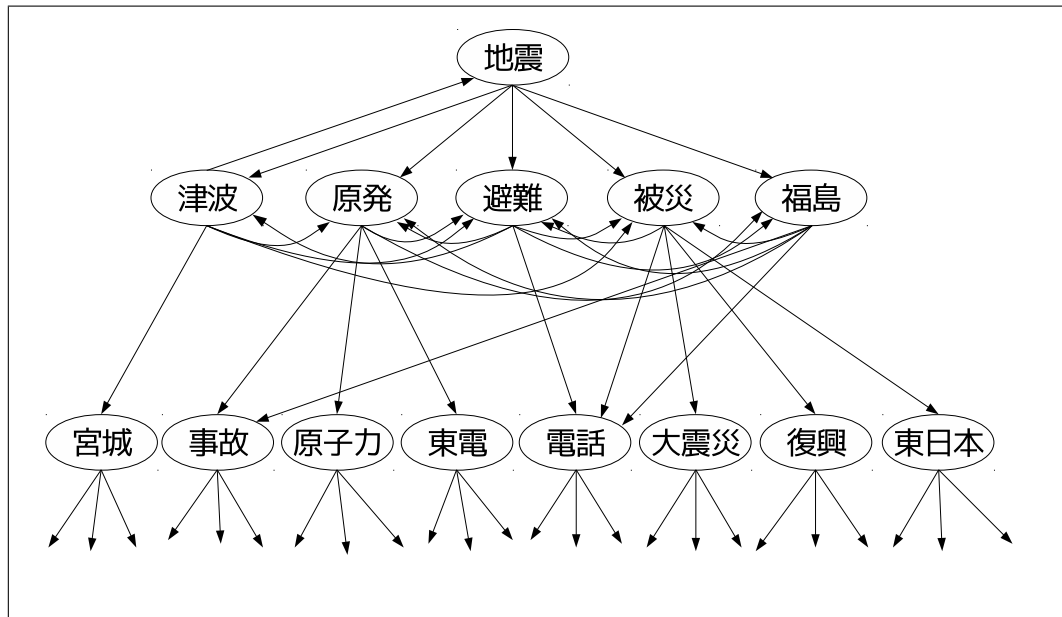 地震
津波 原発 避難 被災 福島
宮城 事故 原子力 東電 電話 大震災 復興 東日本